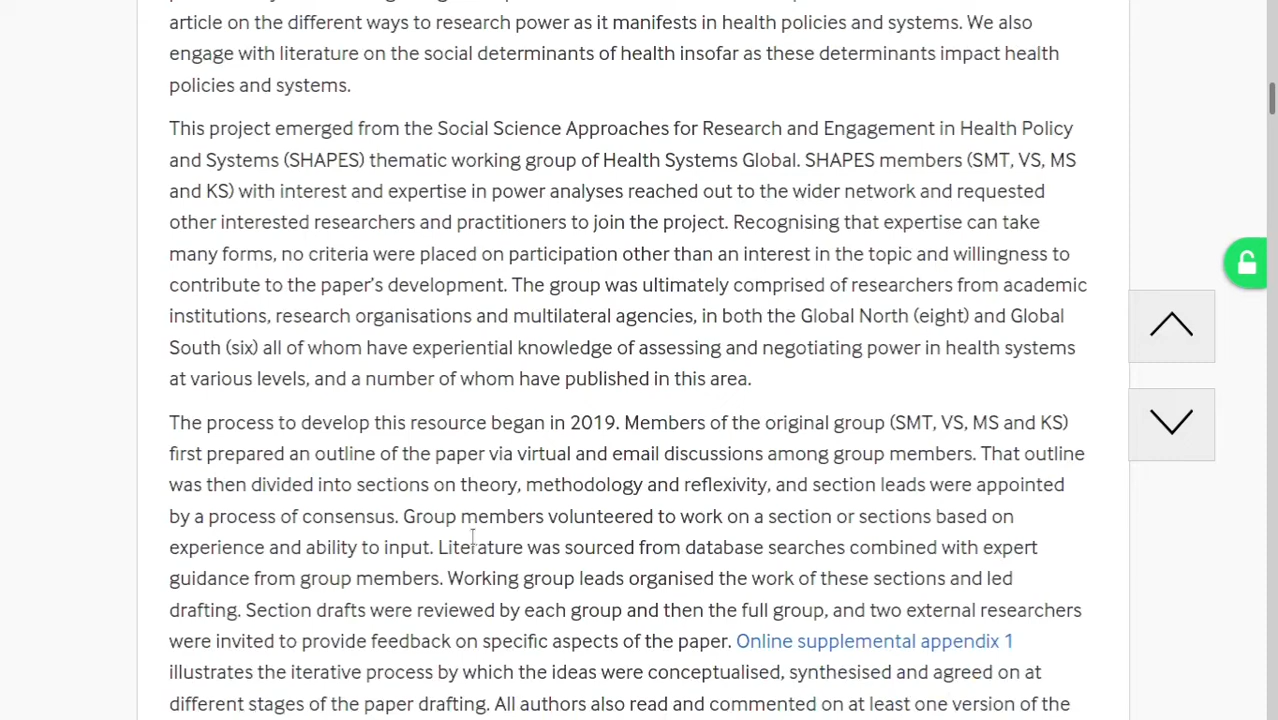 article on the different ways to research power as it manifests in health policies and systems. We also
engage with literature on the social determinants of health insofar as these determinants impact health
policies and systems.
This project emerged from the Social Science Approaches for Research and Engagement in Health Policy
and Systems (SHAPES) thematic working group of Health Systems Global. SHAPES members (SMT, VS, MS
and KS) with interest and expertise in power analyses reached out to the wider network and requested
other interested researchers and practitioners to join the project. Recognising that expertise can take
many forms, no criteria were placed on participation other than an interest in the topic and willingness to
contribute to the paper’s development. The group was ultimately comprised of researchers from academic
institutions, research organisations and multilateral agencies, in both the Global North (eight) and Global
South (six) all of whom have experiential knowledge of assessing and negotiating power in health systems
at various levels, and a number of whom have published in this area.
The process to develop this resource began in 2019. Members of the original group (SMT, VS, MS and KS)
first prepared an outline of the paper via virtual and email discussions among group members. That outline
was then divided into sections on theory, methodology and reflexivity, and section leads were appointed
by a process of consensus. Group members volunteered to work on a section or sections based on
experience and ability to input. Literature was sourced from database searches combined with expert
guidance from group members. Working group leads organised the work of these sections and led
drafting. Section drafts were reviewed by each group and then the full group, and two external researchers
were invited to provide feedback on specific aspects of the paper. Online supplemental appendix 1
illustrates the iterative process by which the ideas were conceptualised, synthesised and agreed on at
different stages of the paper drafting. All authors also read and commented on at least one version of the